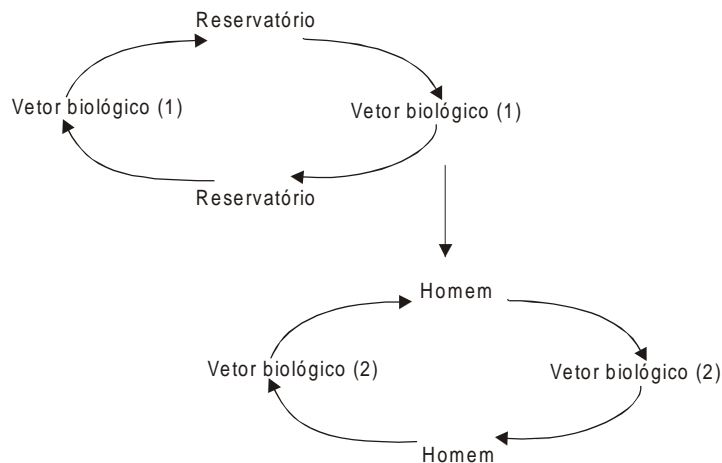 Reservatório
Vetor biológico (1)
Vetor biológico (1)
Reservatório
Homem
Vetor biológico (2)
Vetor biológico (2)
Homem